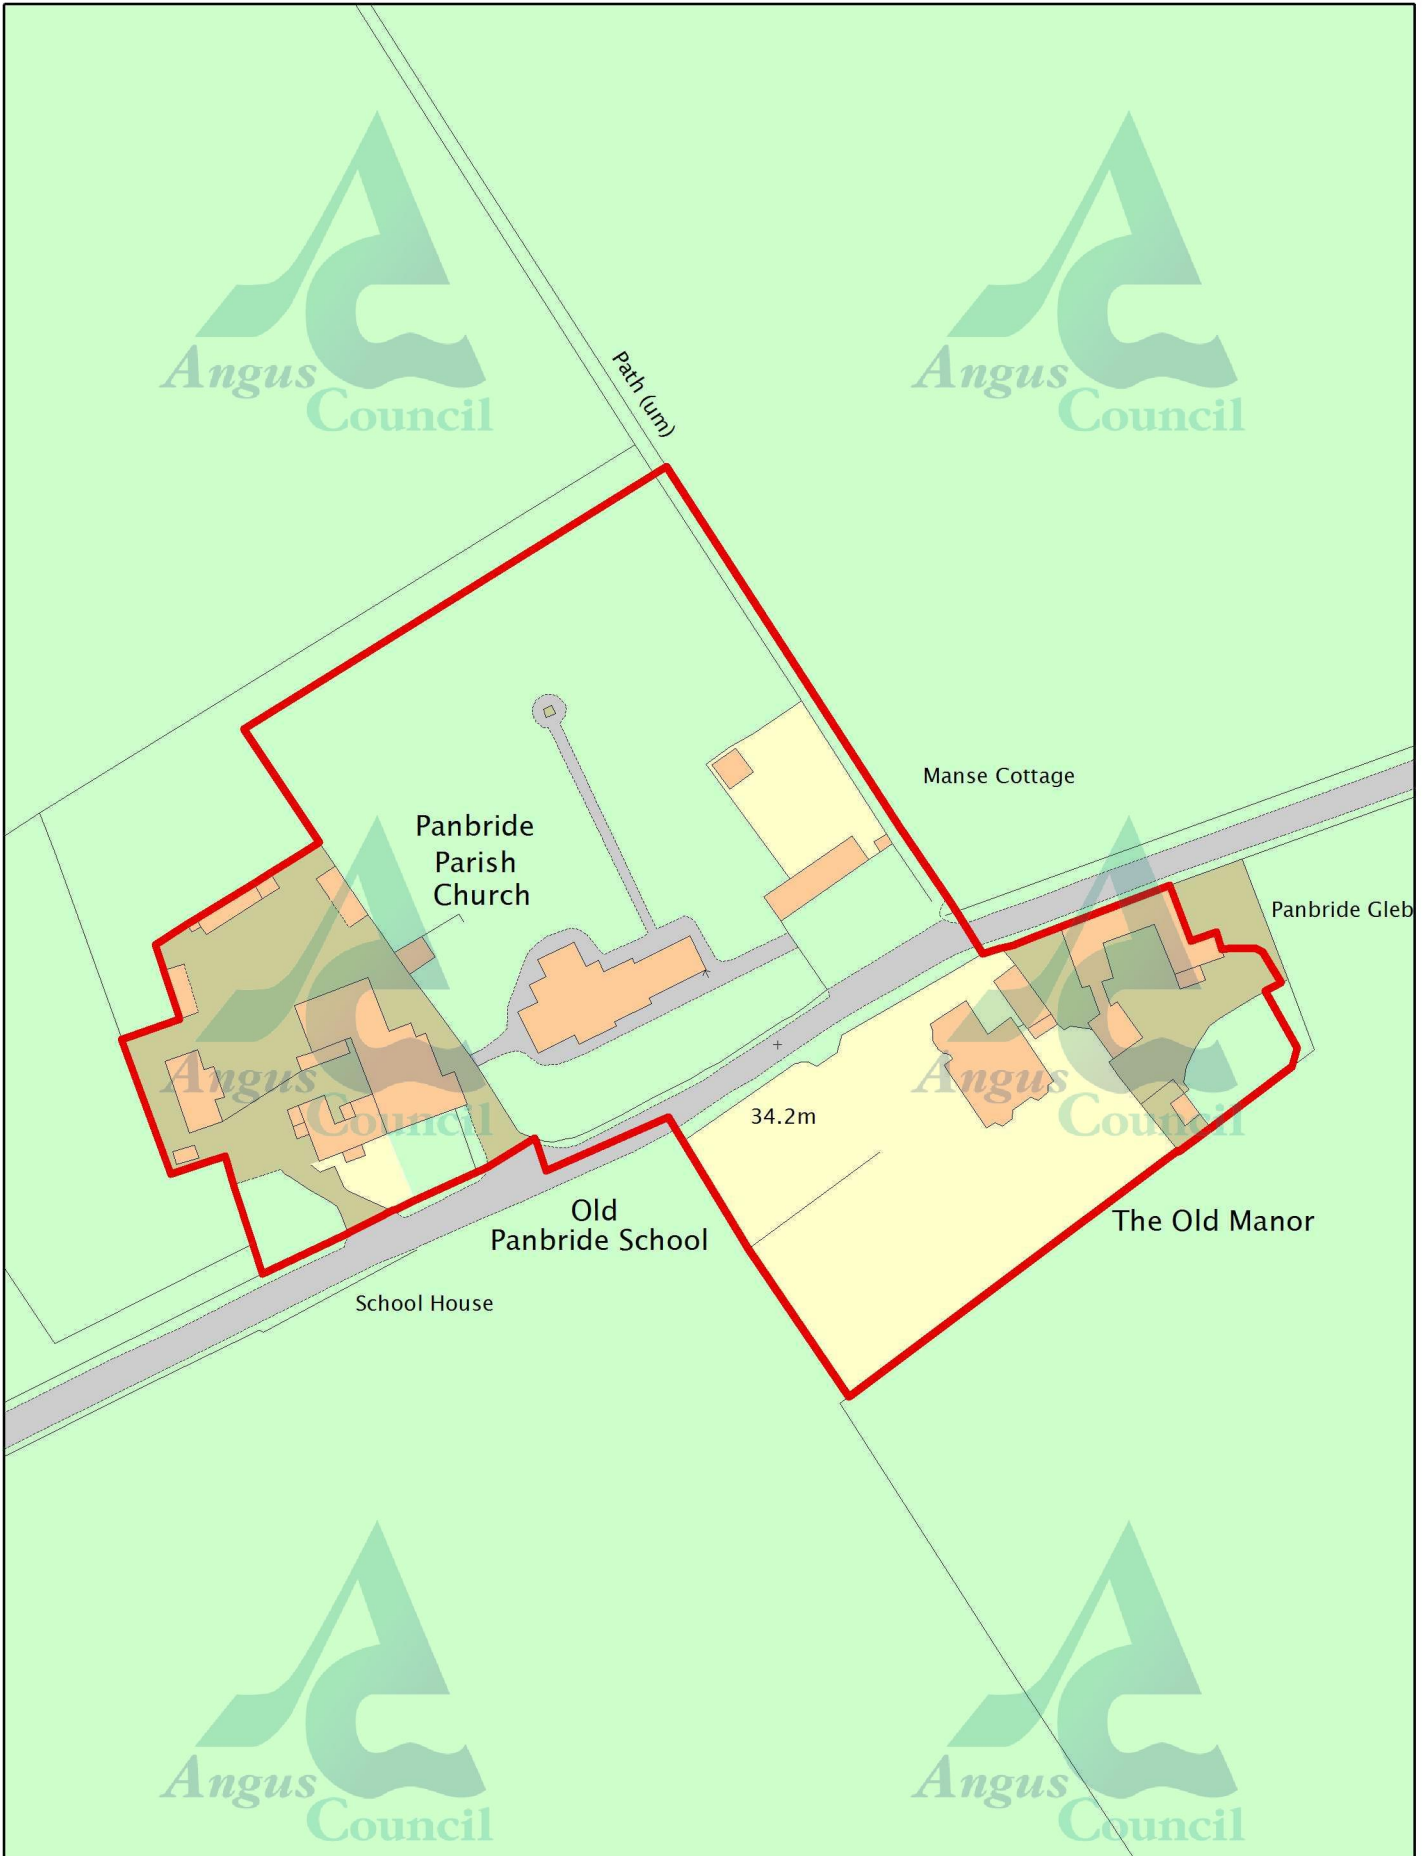 Angus
Council
Angus
Council
Path (um)
Manse Cottage
Panbride
Parish
Church
Panbride Gleb
Angus
Council
Angus
Council
34.2m
Old
Panbride School
The Old Manor
School House
Angus
Council
Angus
Council